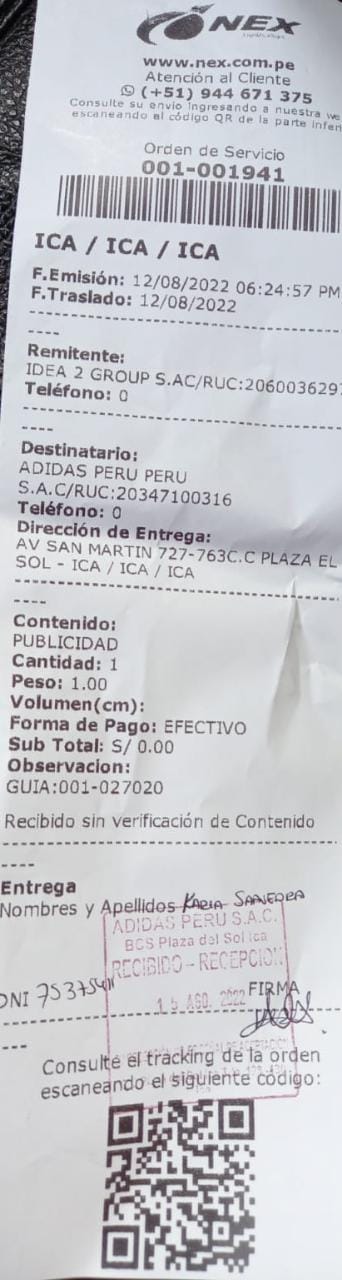 NEX
www.nex.com.pe
Atención al Cliente
(+51) 944 671 375
Consulte su envio ingresando a nuestra we
escaneando el código QR de la parte infer
Orden de Servicio
001-001941
ICA / ICA / ICA
F.Emisión: 12/08/2022 06:24:57 PM
F.Traslado: 12/08/2022
----
Remitente:
IDEA 2 GROUP S.AC/RUC:2060036297
Teléfono: 0
----
Destinatario:
ADIDAS PERU PERU
S.A.C/RUC:20347100316
Teléfono: 0
Dirección de Entrega:
AV SAN MARTIN 727-763C.C PLAZA EL
SOL - ICA / ICA / ICA
----
Contenido:
PUBLICIDAD
Cantidad: 1
Peso: 1.00
Volumen(cm):
Forma de Pago: EFECTIVO
Sub Total: S/ 0.00
Observacion:
GUIA:001-027020
Recibido sin verificación de Contenido
----
Entrega
Nombres y Apellidos Karia Saavedra
ADIDAS PERU S.A.C.
BCS Plaza del Sol Ica
RECIBIDO - RECEPCION
DNI
15 AGO. 2022 FIRMA
---
Consulte el tracking de la orden
escaneando el siguiente código: